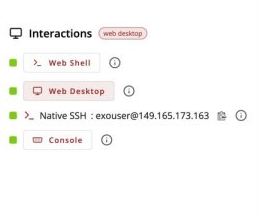 Interactions web desktop
>_ Web Shell
Web Desktop
>_ Native SSH : exouser@149.165.173.163
Console